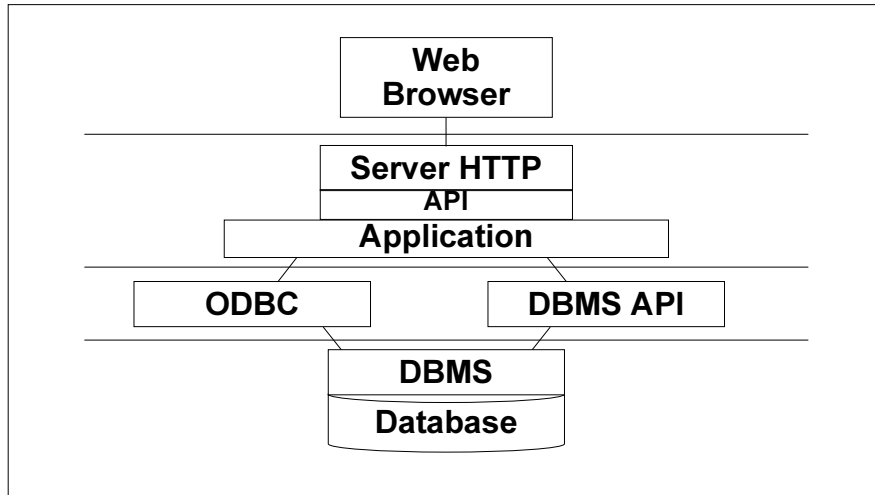 Web
Browser
Server HTTP
API
Application
ODBC
DBMS API
DBMS
Database